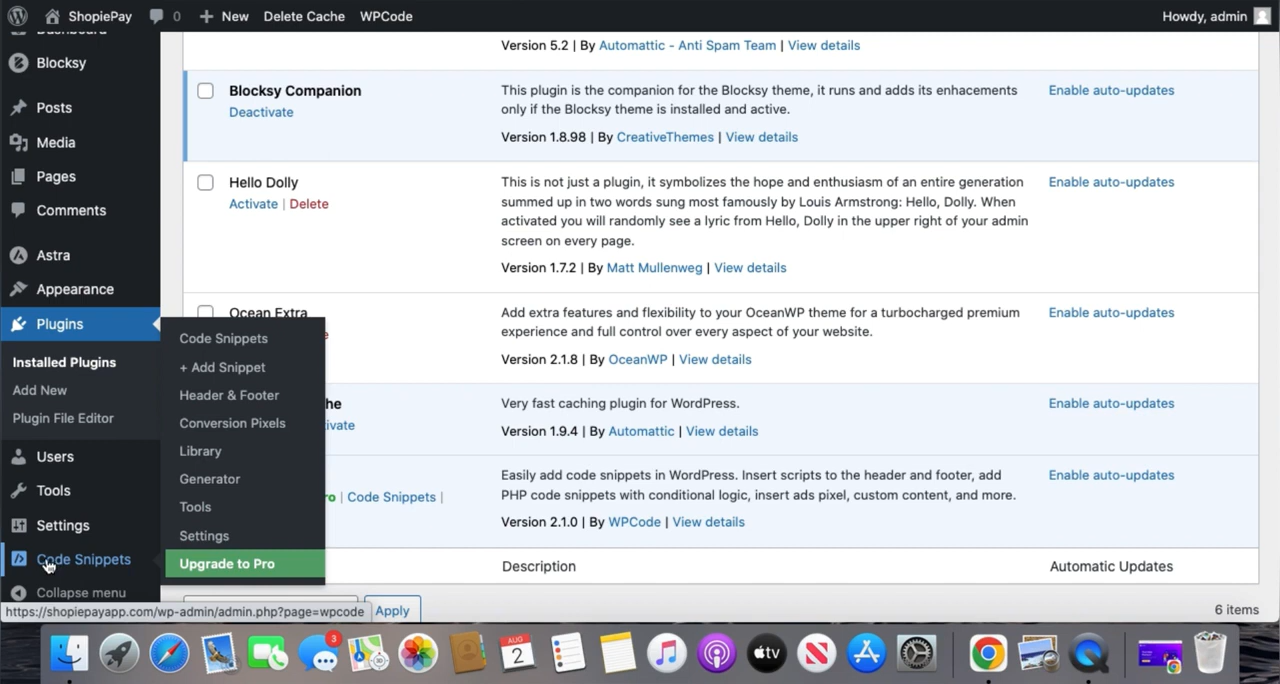 ShopiePay 0 New Delete Cache WPCode Howdy, admin
Dashboard
Blocksy
Posts
Media
Pages
Comments
Astra
Appearance
Plugins
Installed Plugins
Add New
Plugin File Editor
Users
Tools
Settings
Code Snippets
Collapse menu
Code Snippets
+ Add Snippet
Header & Footer
Conversion Pixels
Library
Generator
Tools
Settings
Upgrade to Pro
Version 5.2 | By Automattic - Anti Spam Team | View details
Blocksy Companion
Deactivate
This plugin is the companion for the Blocksy theme, it runs and adds its enhacements
only if the Blocksy theme is installed and active.
Version 1.8.98 | By CreativeThemes | View details
Enable auto-updates
Hello Dolly
Activate | Delete
This is not just a plugin, it symbolizes the hope and enthusiasm of an entire generation
summed up in two words sung most famously by Louis Armstrong: Hello, Dolly. When
activated you will randomly see a lyric from Hello, Dolly in the upper right of your admin
screen on every page.
Version 1.7.2 | By Matt Mullenweg | View details
Enable auto-updates
Ocean Extra
Add extra features and flexibility to your OceanWP theme for a turbocharged premium
experience and full control over every aspect of your website.
Version 2.1.8 | By OceanWP | View details
Enable auto-updates
he
ivate
Very fast caching plugin for WordPress.
Version 1.9.4 | By Automattic | View details
Enable auto-updates
ro | Code Snippets |
Easily add code snippets in WordPress. Insert scripts to the header and footer, add
PHP code snippets with conditional logic, insert ads pixel, custom content, and more.
Version 2.1.0 | By WPCode | View details
Enable auto-updates
Description Automatic Updates
Apply
6 items
https://shopiepayapp.com/wp-admin/admin.php?page=wpcode
3
AUG
2
tv